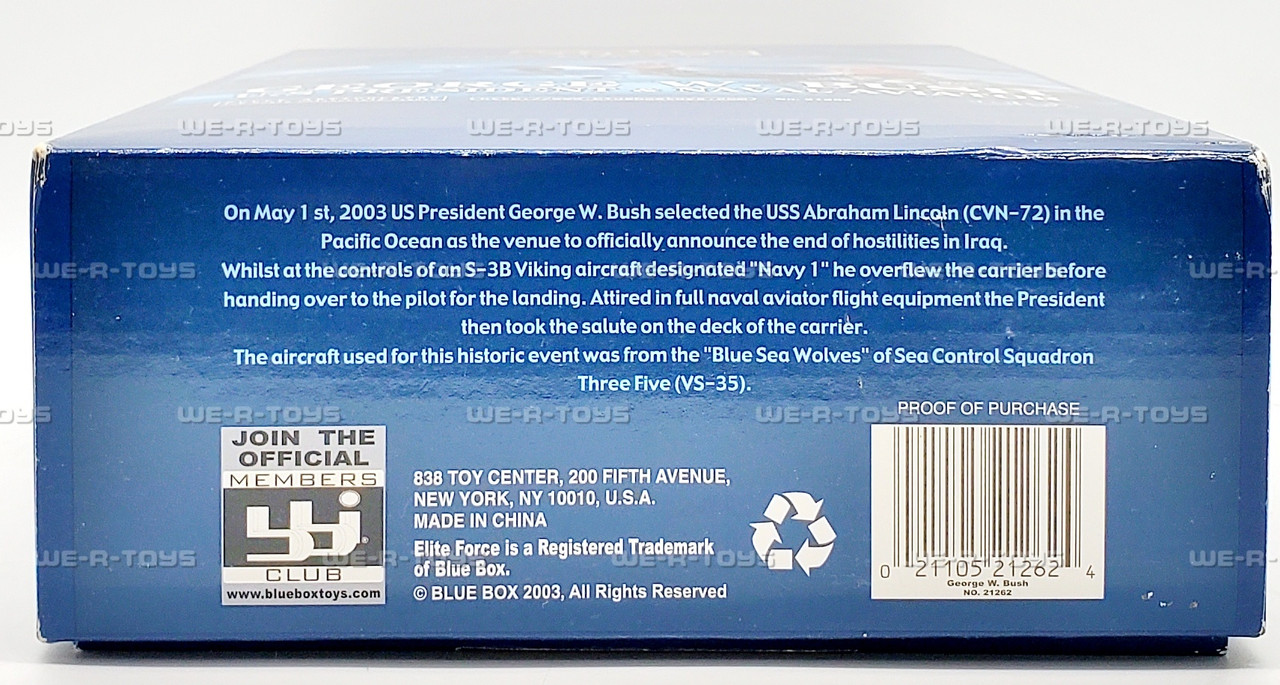 GEORGE W. BUSH
US PRESIDENT & NAVAL AVIATOR
On May 1 st, 2003 US President George W. Bush selected the USS Abraham Lincoln (CVN-72) in the
Pacific Ocean as the venue to officially announce the end of hostilities in Iraq.
Whilst at the controls of an S-3B Viking aircraft designated "Navy 1" he overflew the carrier before
handing over to the pilot for the landing. Attired in full naval aviator flight equipment the President
then took the salute on the deck of the carrier.
The aircraft used for this historic event was from the "Blue Sea Wolves" of Sea Control Squadron
Three Five (VS-35).
PROOF OF PURCHASE
JOIN THE
OFFICIAL
MEMBERS
bbi
CLUB
www.blueboxtoys.com
838 TOY CENTER, 200 FIFTH AVENUE,
NEW YORK, NY 10010, U.S.A.
MADE IN CHINA
Elite Force is a Registered Trademark
of Blue Box.
© BLUE BOX 2003, All Rights Reserved
0 21105 21262 4
George W. Bush
NO. 21262
WE-R-TOYS